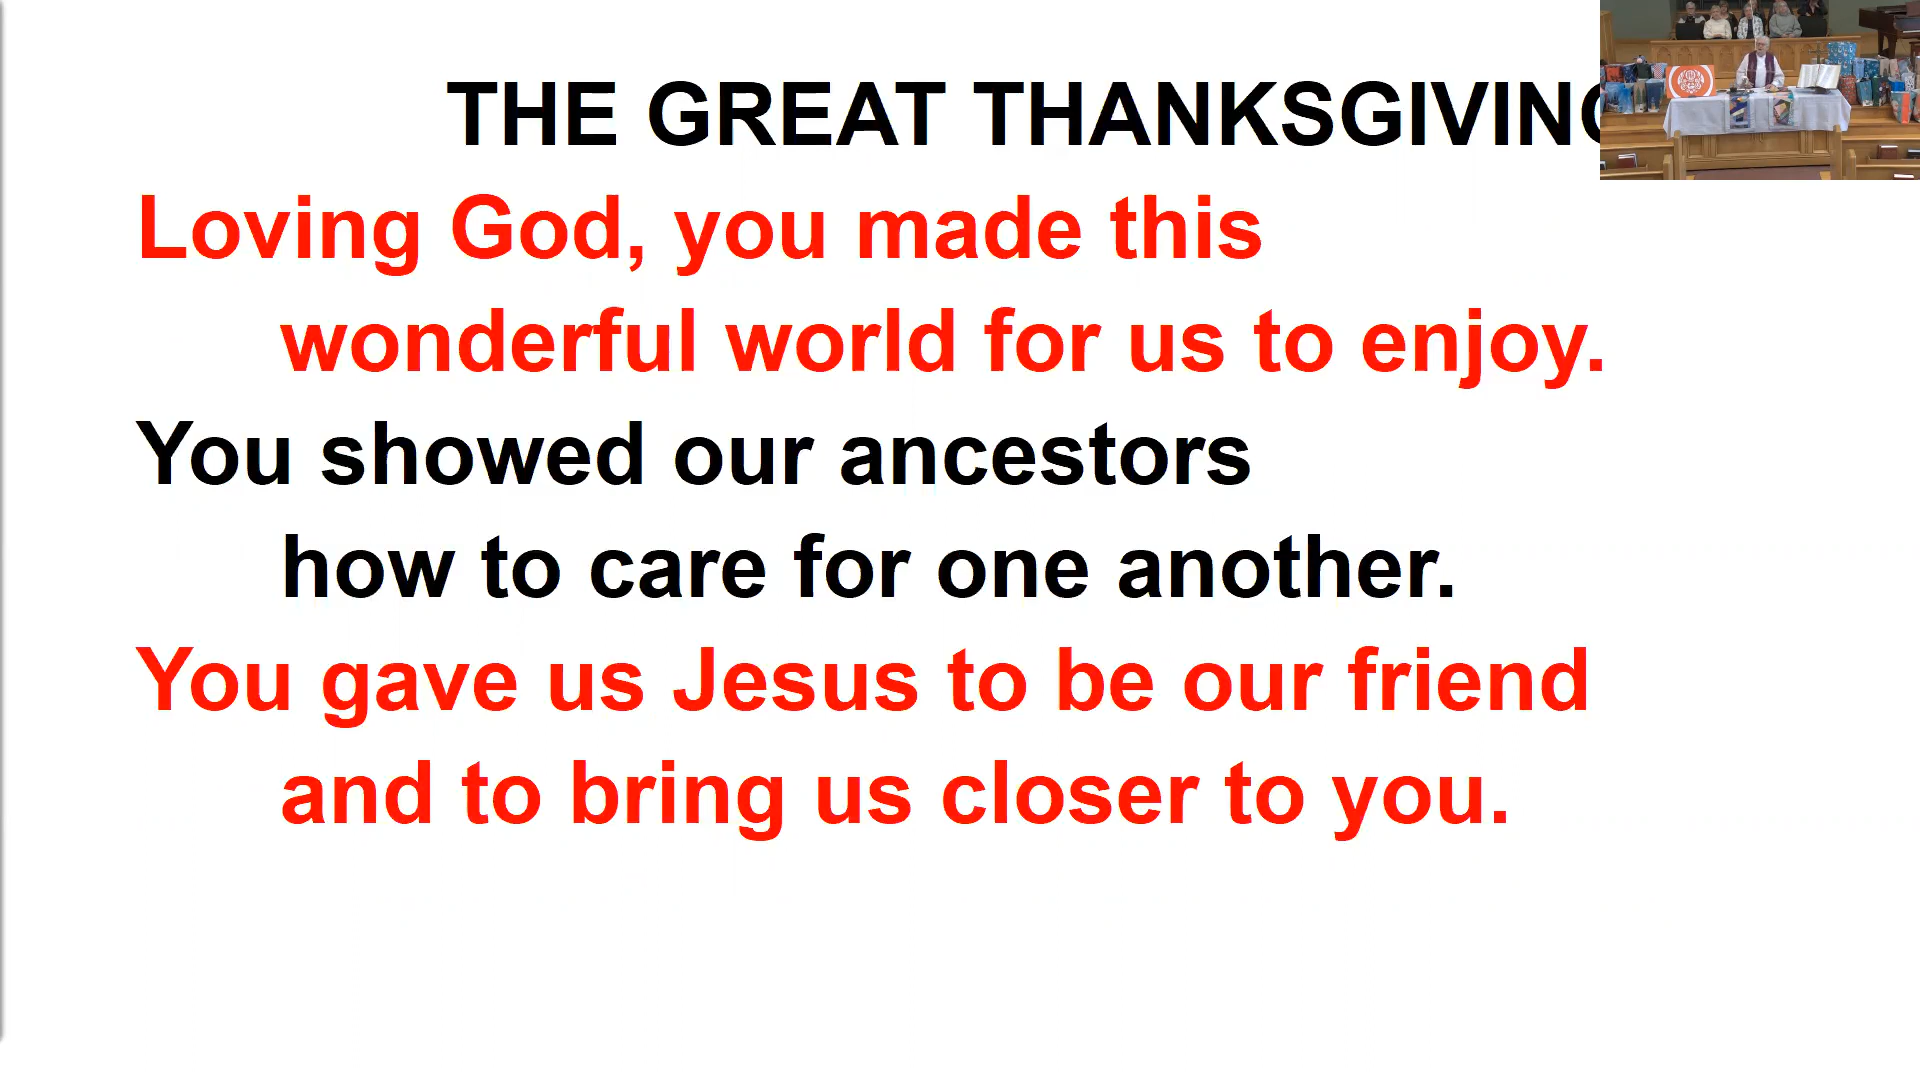 THE GREAT THANKSGIVING
Loving God, you made this
wonderful world for us to enjoy.
You showed our ancestors
how to care for one another.
You gave us Jesus to be our friend
and to bring us closer to you.